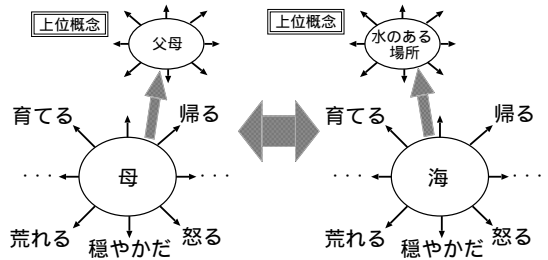 上位概念
父母
育てる
帰る
・・・
母
・・・
荒れる
穏やかだ
怒る
上位概念
水のある
場所
育てる
帰る
・・・
海
・・・
荒れる
穏やかだ
怒る